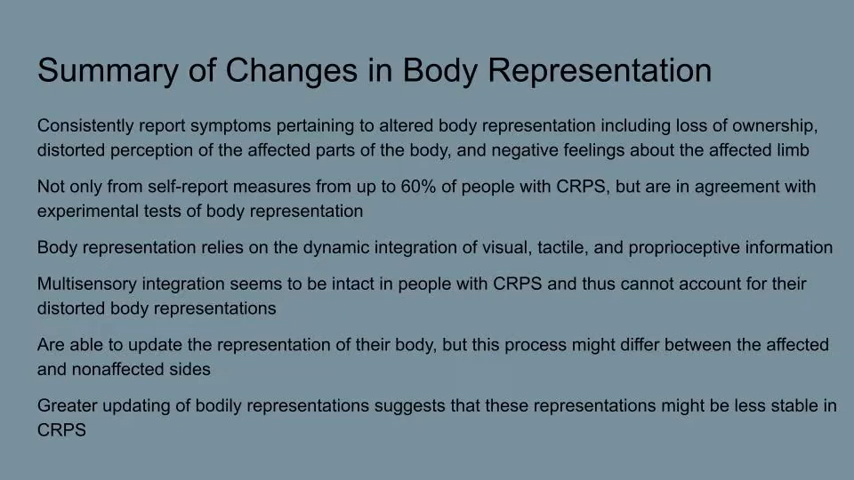 Summary of Changes in Body Representation
Consistently report symptoms pertaining to altered body representation including loss of ownership,
distorted perception of the affected parts of the body, and negative feelings about the affected limb
Not only from self-report measures from up to 60% of people with CRPS, but are in agreement with
experimental tests of body representation
Body representation relies on the dynamic integration of visual, tactile, and proprioceptive information
Multisensory integration seems to be intact in people with CRPS and thus cannot account for their
distorted body representations
Are able to update the representation of their body, but this process might differ between the affected
and nonaffected sides
Greater updating of bodily representations suggests that these representations might be less stable in
CRPS